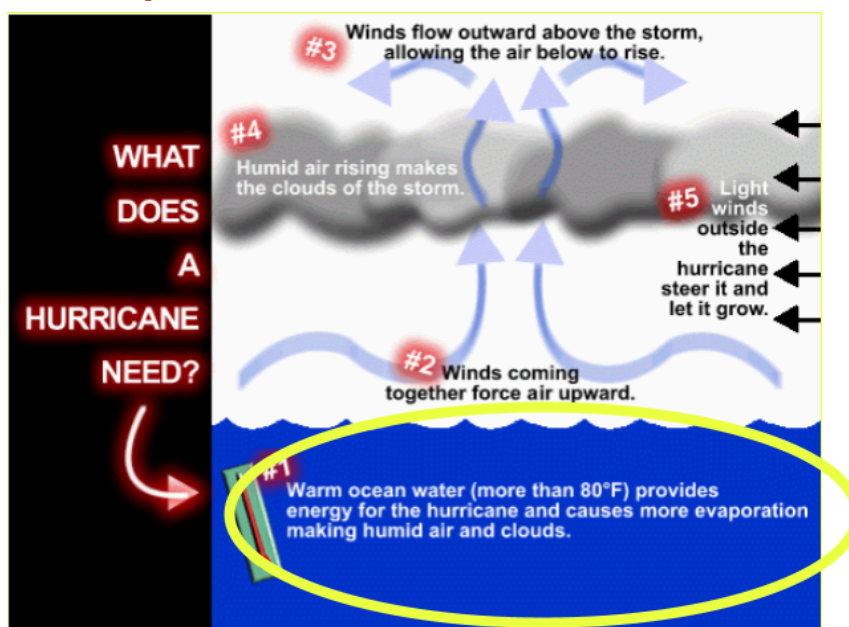 WHAT
DOES
A
HURRICANE
NEED?
#1
Warm ocean water (more than 80°F) provides
energy for the hurricane and causes more evaporation
making humid air and clouds.
#2
Winds coming
together force air upward.
#3
Winds flow outward above the storm,
allowing the air below to rise.
#4
Humid air rising makes
the clouds of the storm.
#5
Light
winds
outside
the
hurricane
steer it and
let it grow.